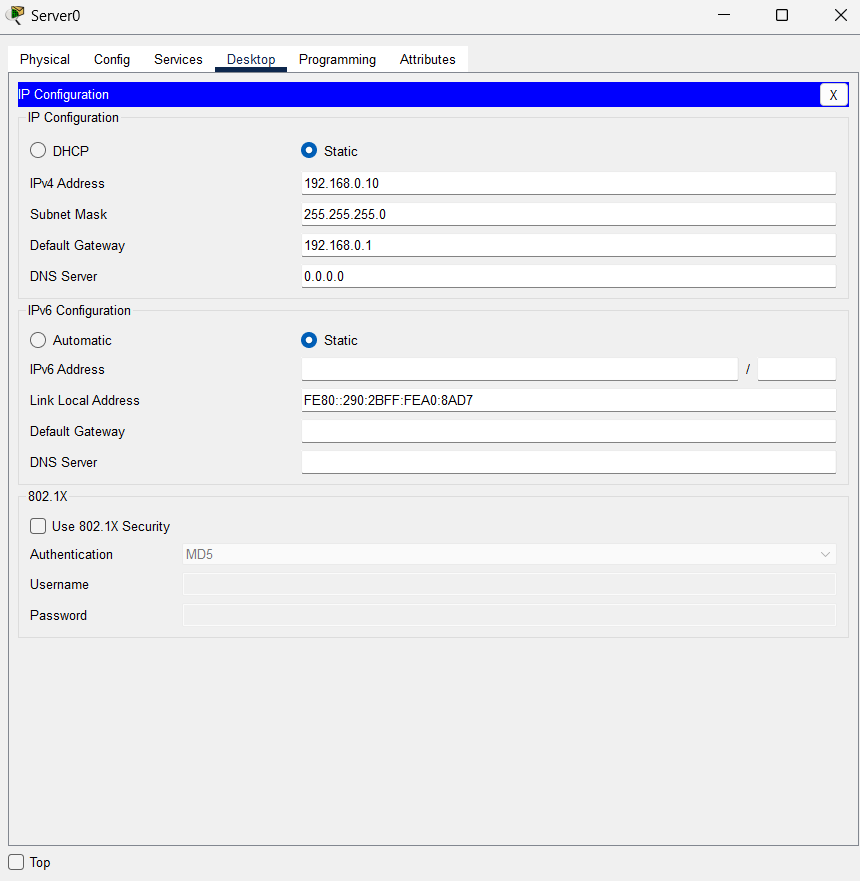 Server0
Physical Config Services Desktop Programming Attributes
IP Configuration
X
IP Configuration
DHCP Static
IPv4 Address 192.168.0.10
Subnet Mask 255.255.255.0
Default Gateway 192.168.0.1
DNS Server 0.0.0.0
IPv6 Configuration
Automatic Static
IPv6 Address /
Link Local Address FE80::290:2BFF:FEA0:8AD7
Default Gateway
DNS Server
802.1X
Use 802.1X Security
Authentication MD5
Username
Password
Top